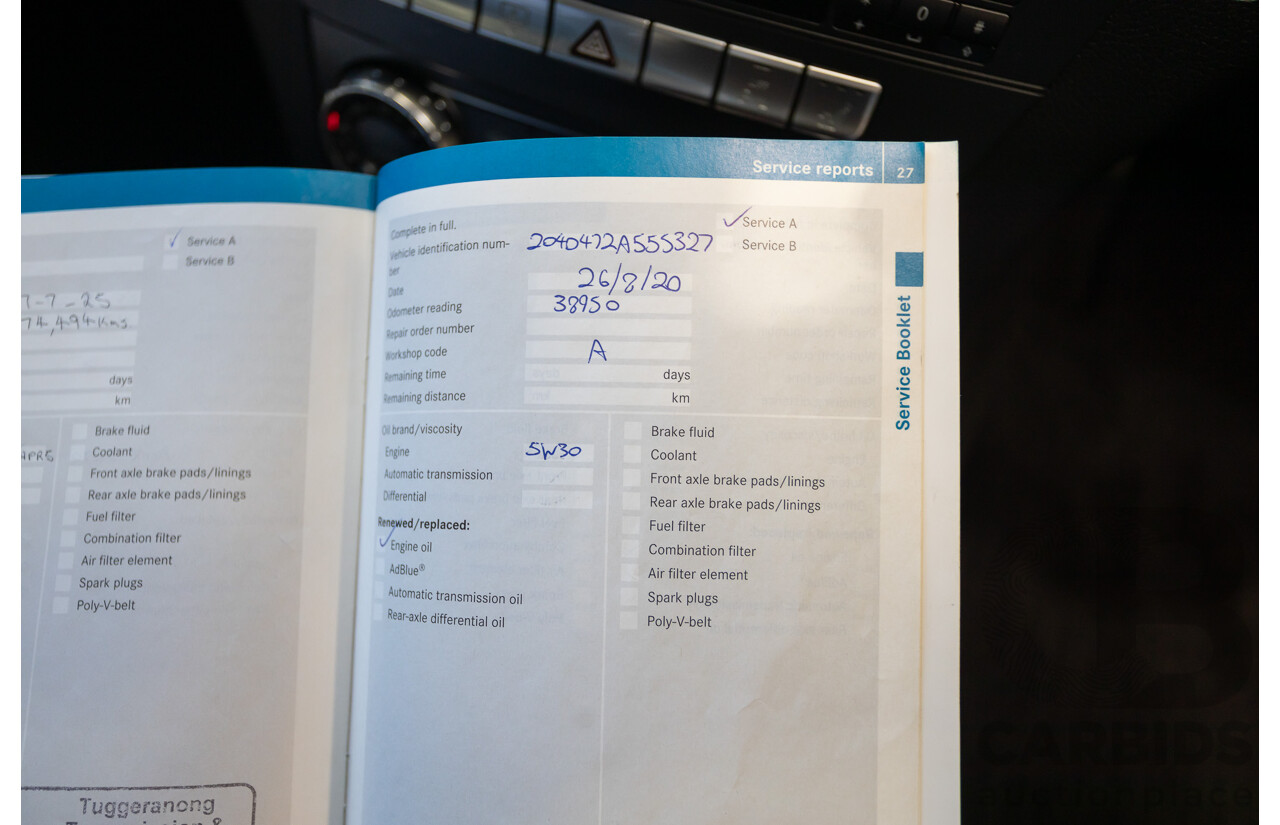 Service A
Service B
7-7-25
74,494Kms
days
km
Brake fluid
Coolant
Front axle brake pads/linings
Rear axle brake pads/linings
Fuel filter
Combination filter
Air filter element
Spark plugs
Poly-V-belt
Tuggeranong
Service reports 27
Complete in full.
Service A
Vehicle identification num-
ber
2040472A555327
Service B
Date 26/8/20
Odometer reading 38950
Repair order number
Workshop code A
Remaining time days
Remaining distance km
Service Booklet
Oil brand/viscosity
Engine 5W30
Automatic transmission
Differential
Renewed/replaced:
Engine oil
AdBlue®
Automatic transmission oil
Rear-axle differential oil
Brake fluid
Coolant
Front axle brake pads/linings
Rear axle brake pads/linings
Fuel filter
Combination filter
Air filter element
Spark plugs
Poly-V-belt
CARBIDS